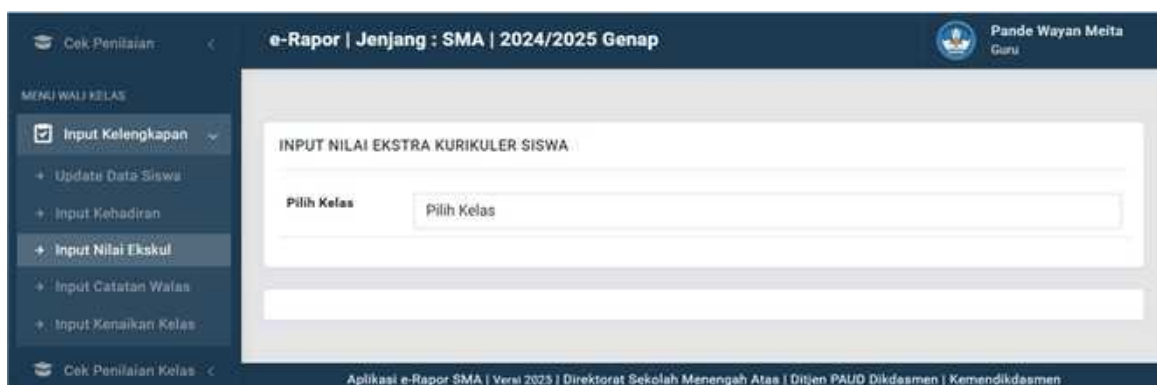 Cek Penilaian
e-Rapor | Jenjang : SMA | 2024/2025 Genap
Pande Wayan Meita
Guru
MENU WALI KELAS
Input Kelengkapan
Update Data Siswa
Input Kehadiran
Input Nilai Ekskul
Input Catatan Walas
Input Kenaikan Kelas
Cek Penilaian Kelas
INPUT NILAI EKSTRA KURIKULER SISWA
Pilih Kelas
Pilih Kelas
Aplikasi e-Rapor SMA | Versi 2025 | Direktorat Sekolah Menengah Atas | Ditjen PAUD Dikdasmen | Kemendikdasmen